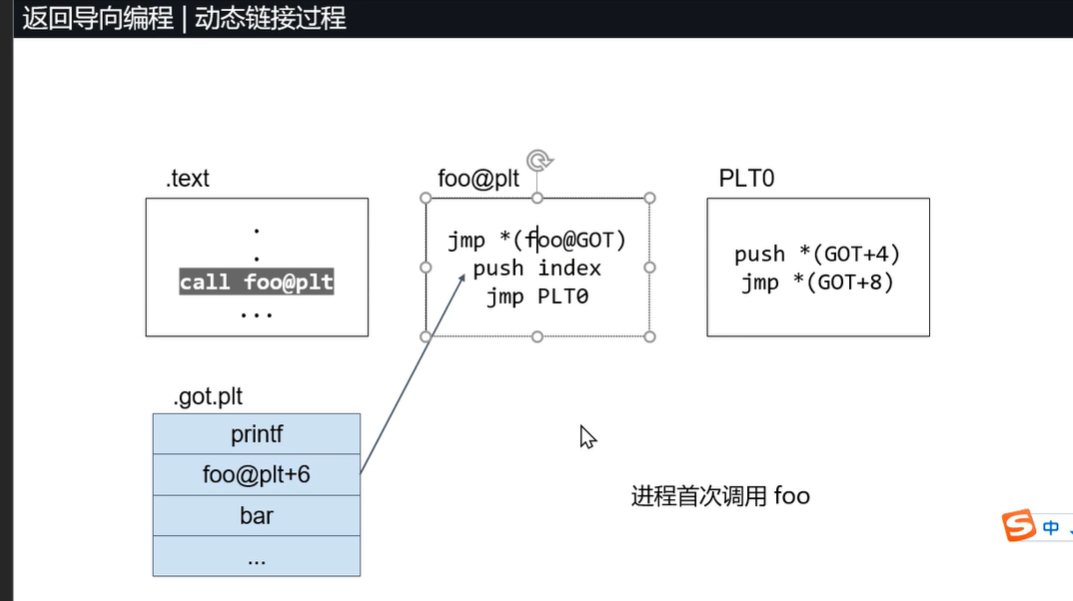 返回导向编程 | 动态链接过程
.text
.
.
call foo@plt
...
foo@plt
jmp *(foo@GOT)
push index
jmp PLT0
PLT0
push *(GOT+4)
jmp *(GOT+8)
.got.plt
printf
foo@plt+6
bar
...
进程首次调用 foo
S 中